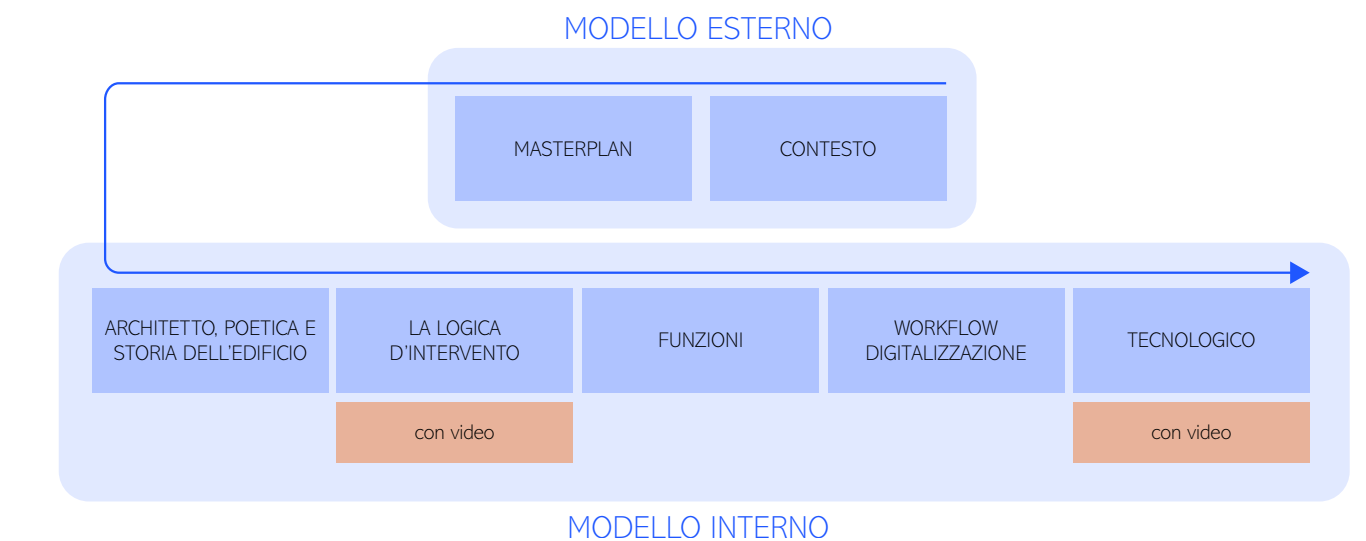 MODELLO ESTERNO
MASTERPLAN
CONTESTO
ARCHITETTO, POETICA E
STORIA DELL'EDIFICIO
LA LOGICA
D'INTERVENTO
FUNZIONI
WORKFLOW
DIGITALIZZAZIONE
TECNOLOGICO
con video
con video
MODELLO INTERNO